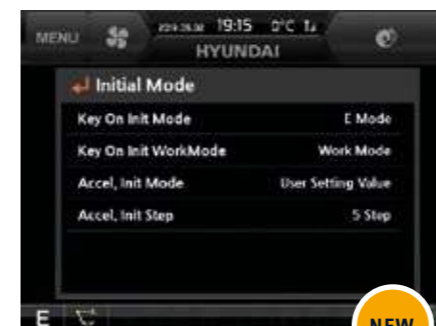 MENU
19:15 0°C
HYUNDAI
Initial Mode
Key On Init Mode E Mode
Key On Init WorkMode Work Mode
Accel, Init Mode User Setting Value
Accel, Init Step 5 Step
E
NEW